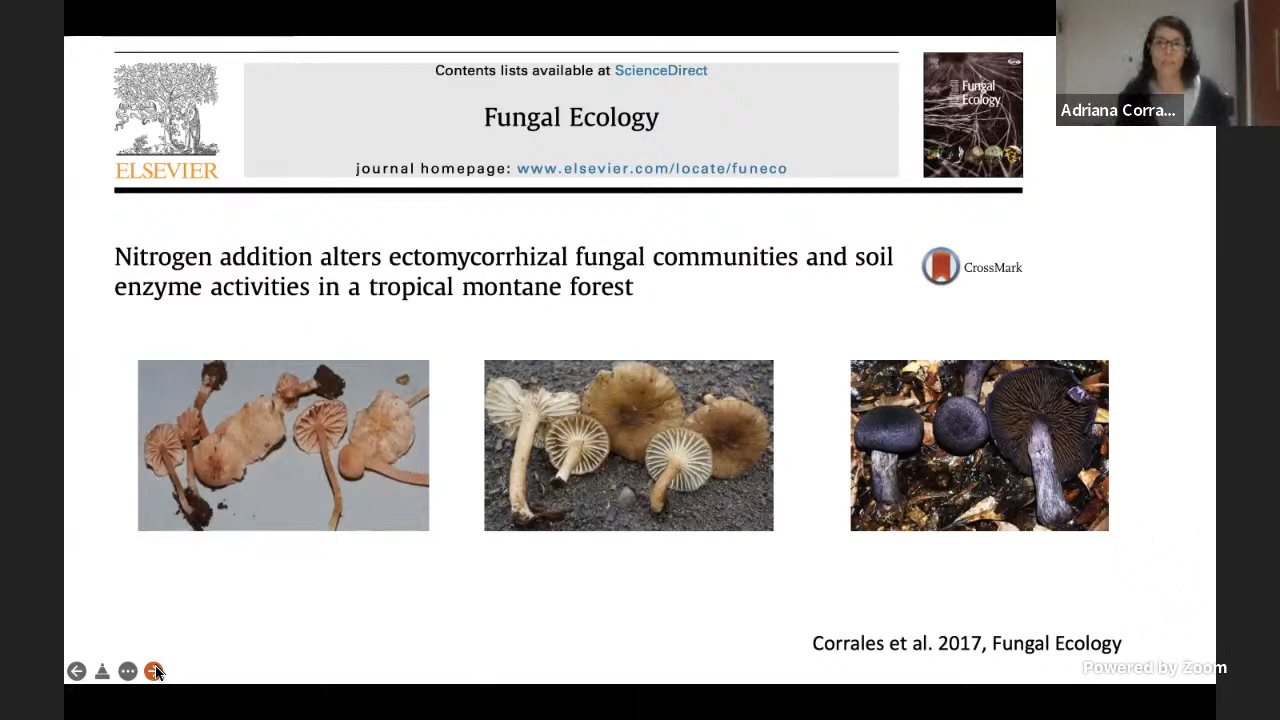 Contents lists available at ScienceDirect
Fungal Ecology
journal homepage: www.elsevier.com/locate/funeco
ELSEVIER
Fungal
Ecology
Adriana Corra...
Nitrogen addition alters ectomycorrhizal fungal communities and soil
enzyme activities in a tropical montane forest
CrossMark
Corrales et al. 2017, Fungal Ecology
Powered by Zoom